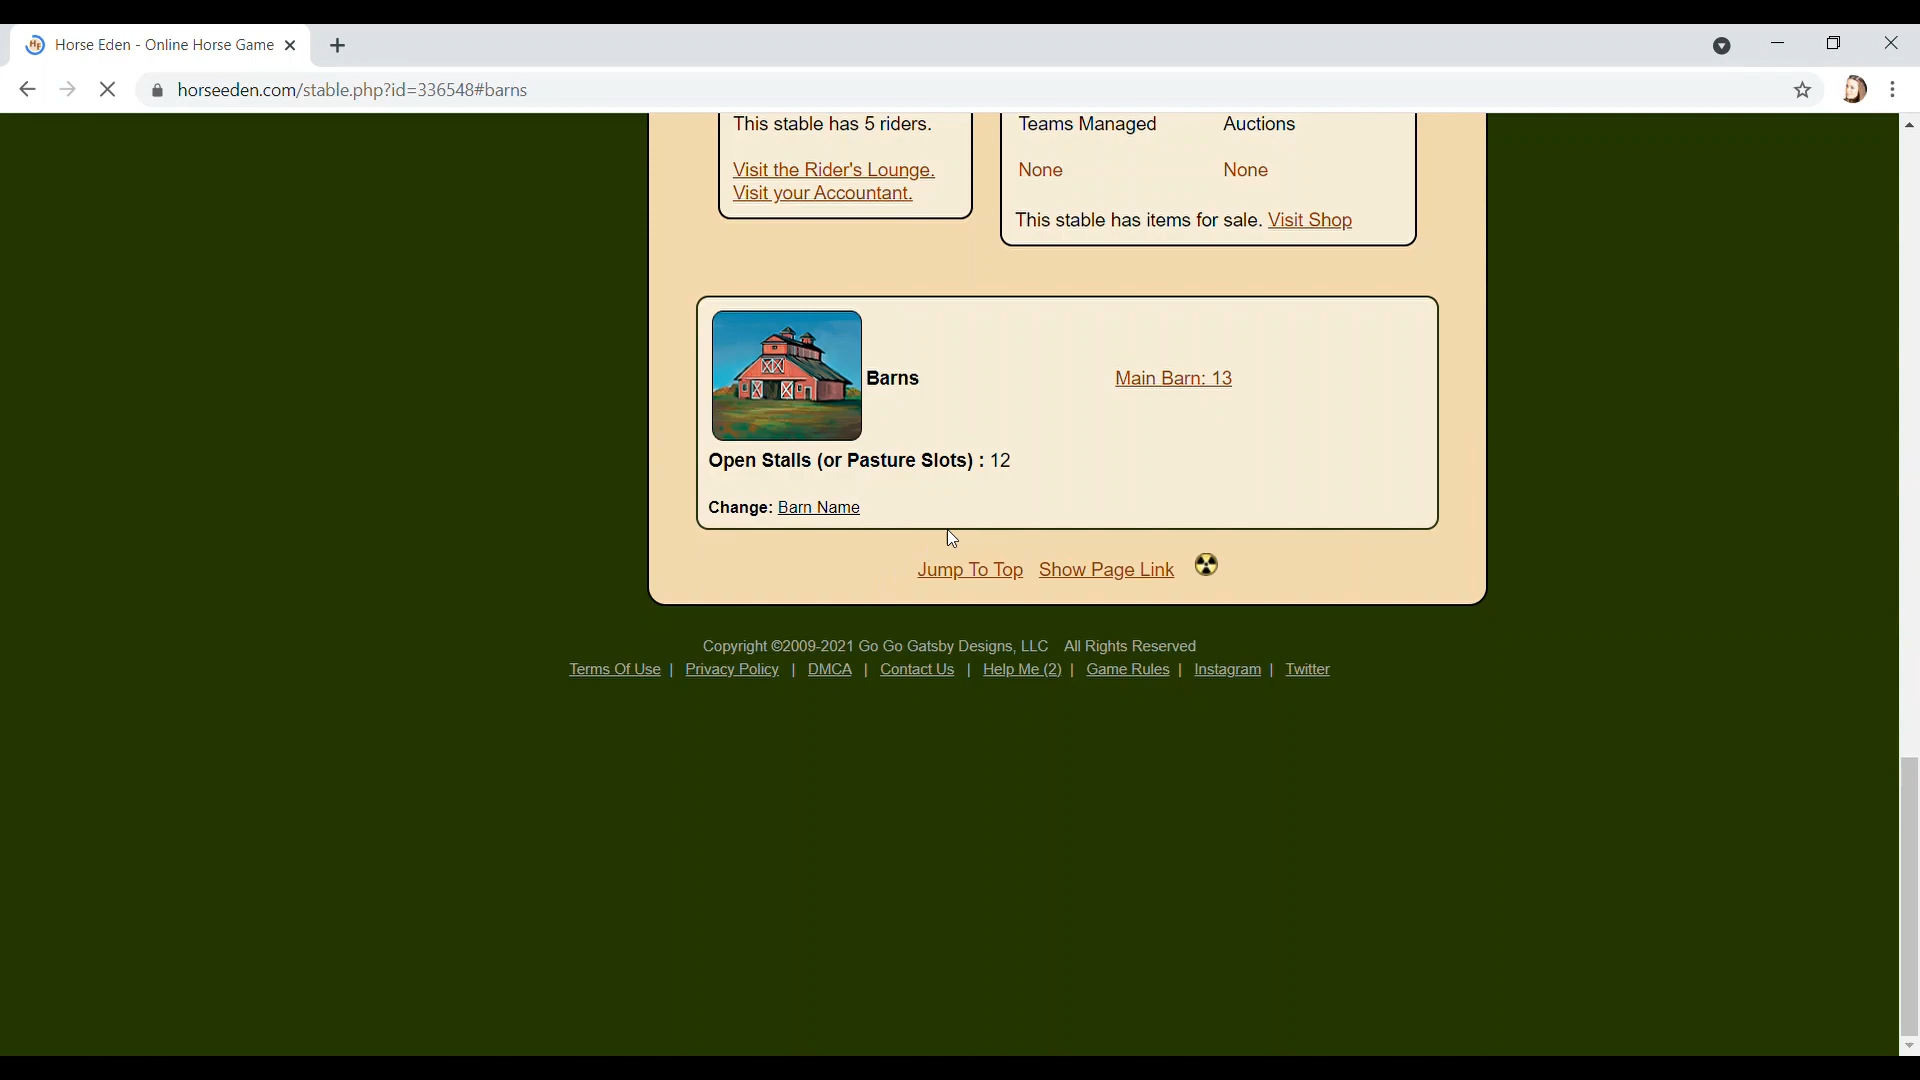 Horse Eden - Online Horse Game
horseeden.com/stable.php?id=336548#barns
This stable has 5 riders.
Visit the Rider's Lounge.
Visit your Accountant.
Teams Managed Auctions
None None
This stable has items for sale. Visit Shop
Barns
Main Barn: 13
Open Stalls (or Pasture Slots) : 12
Change: Barn Name
Jump To Top Show Page Link
Copyright ©2009-2021 Go Go Gatsby Designs, LLC All Rights Reserved
Terms Of Use | Privacy Policy | DMCA | Contact Us | Help Me (2) | Game Rules | Instagram | Twitter